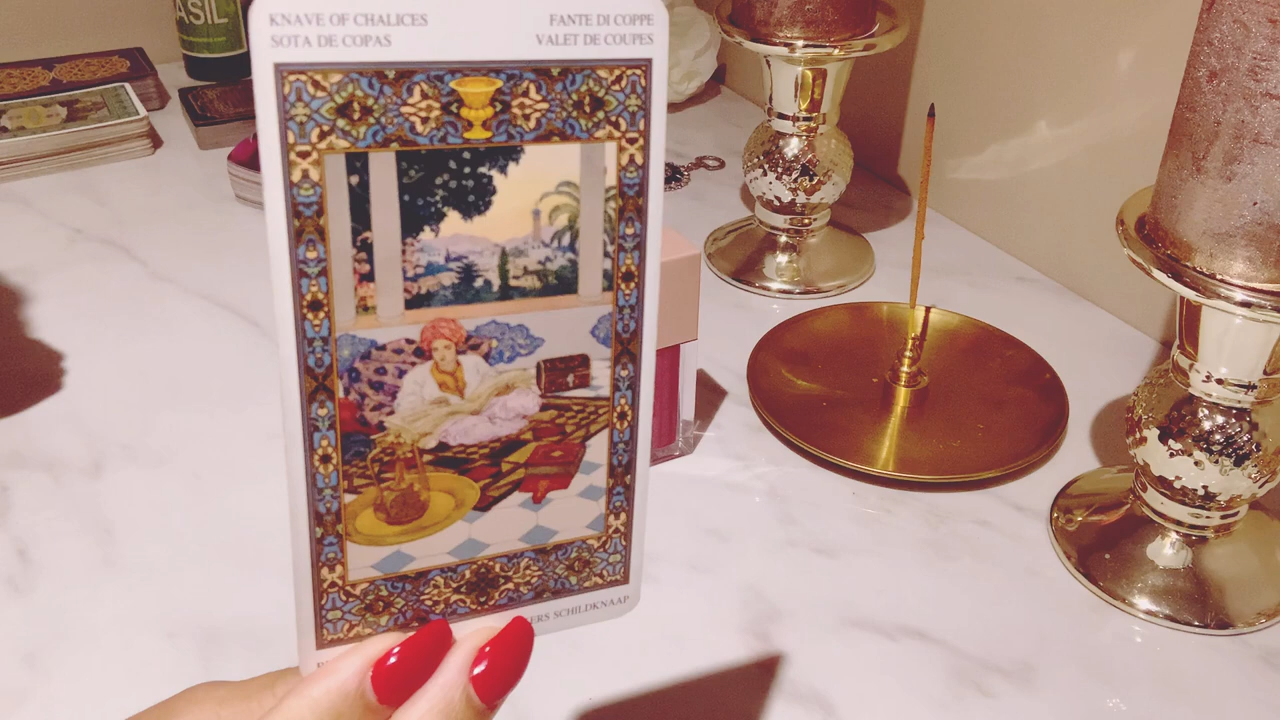 ASIL
KNAVE OF CHALICES
FANTE DI COPPE
SOTA DE COPAS
VALET DE COUPES
ERS SCHILDKNAAP